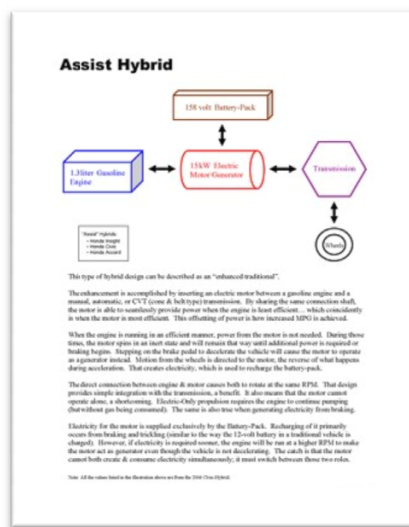 Assist Hybrid
158 volt Battery-Pack
1.3liter Gasoline
Engine
15kW Electric
Motor/Generator
Transmission
Wheels
"Assist" Hybrids
• Honda Insight
• Honda Civic
• Honda Accord
This type of hybrid design can be described as an "enhanced traditional".
The enhancement is accomplished by inserting an electric motor between a gasoline engine and a
manual, automatic, or CVT (cone & belt type) transmission. By sharing the same connection shaft,
the motor is able to seamlessly provide power when the engine is least efficient... which coincidently
is when the motor is most efficient. This offsetting of power is how increased MPG is achieved.
When the engine is running in an efficient manner, power from the motor is not needed. During those
times, the motor spins in an inert state and will remain that way until additional power is required or
braking begins. Stepping on the brake pedal to decelerate the vehicle will cause the motor to operate
as a generator instead. Motion from the wheels is directed to the motor, the reverse of what happens
during acceleration. That creates electricity, which is used to recharge the battery-pack.
The direct connection between engine & motor causes both to rotate at the same RPM. That design
provides simple integration with the transmission, a benefit. It also means that the motor cannot
operate alone, a shortcoming. Electric-Only propulsion requires the engine to continue pumping
(but without gas being consumed). The same is also true when generating electricity from braking.
Electricity for the motor is supplied exclusively by the Battery-Pack. Recharging of it primarily
occurs from braking and trickling (similar to the way the 12-volt battery in a traditional vehicle is
charged). However, if electricity is required sooner, the engine will be run at a higher RPM to make
the motor act as generator even though the vehicle is not decelerating. The catch is that the motor
cannot both create & consume electricity simultaneously; it must switch between those two roles.
Note: All the values listed in the illustration above are from the 2006 Civic-Hybrid.